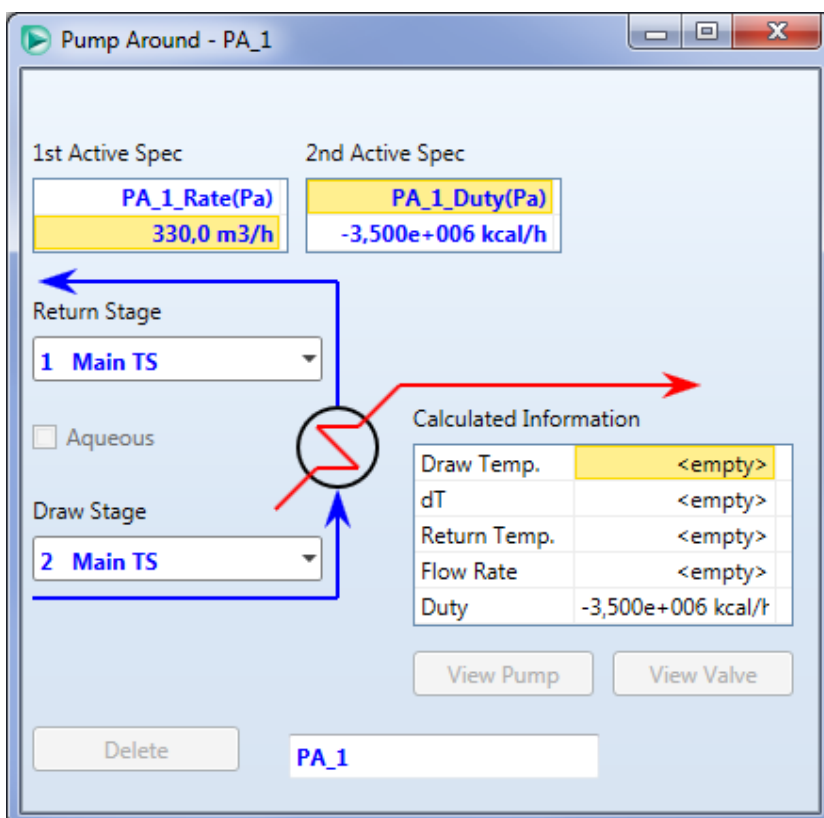 Pump Around - PA_1
1st Active Spec
2nd Active Spec
PA_1_Rate(Pa)
PA_1_Duty(Pa)
330,0 m3/h
-3,500e+006 kcal/h
Return Stage
1 Main TS
Aqueous
Calculated Information
Draw Temp. <empty>
dT <empty>
Return Temp. <empty>
Flow Rate <empty>
Duty -3,500e+006 kcal/h
Draw Stage
2 Main TS
View Pump
View Valve
Delete
PA_1